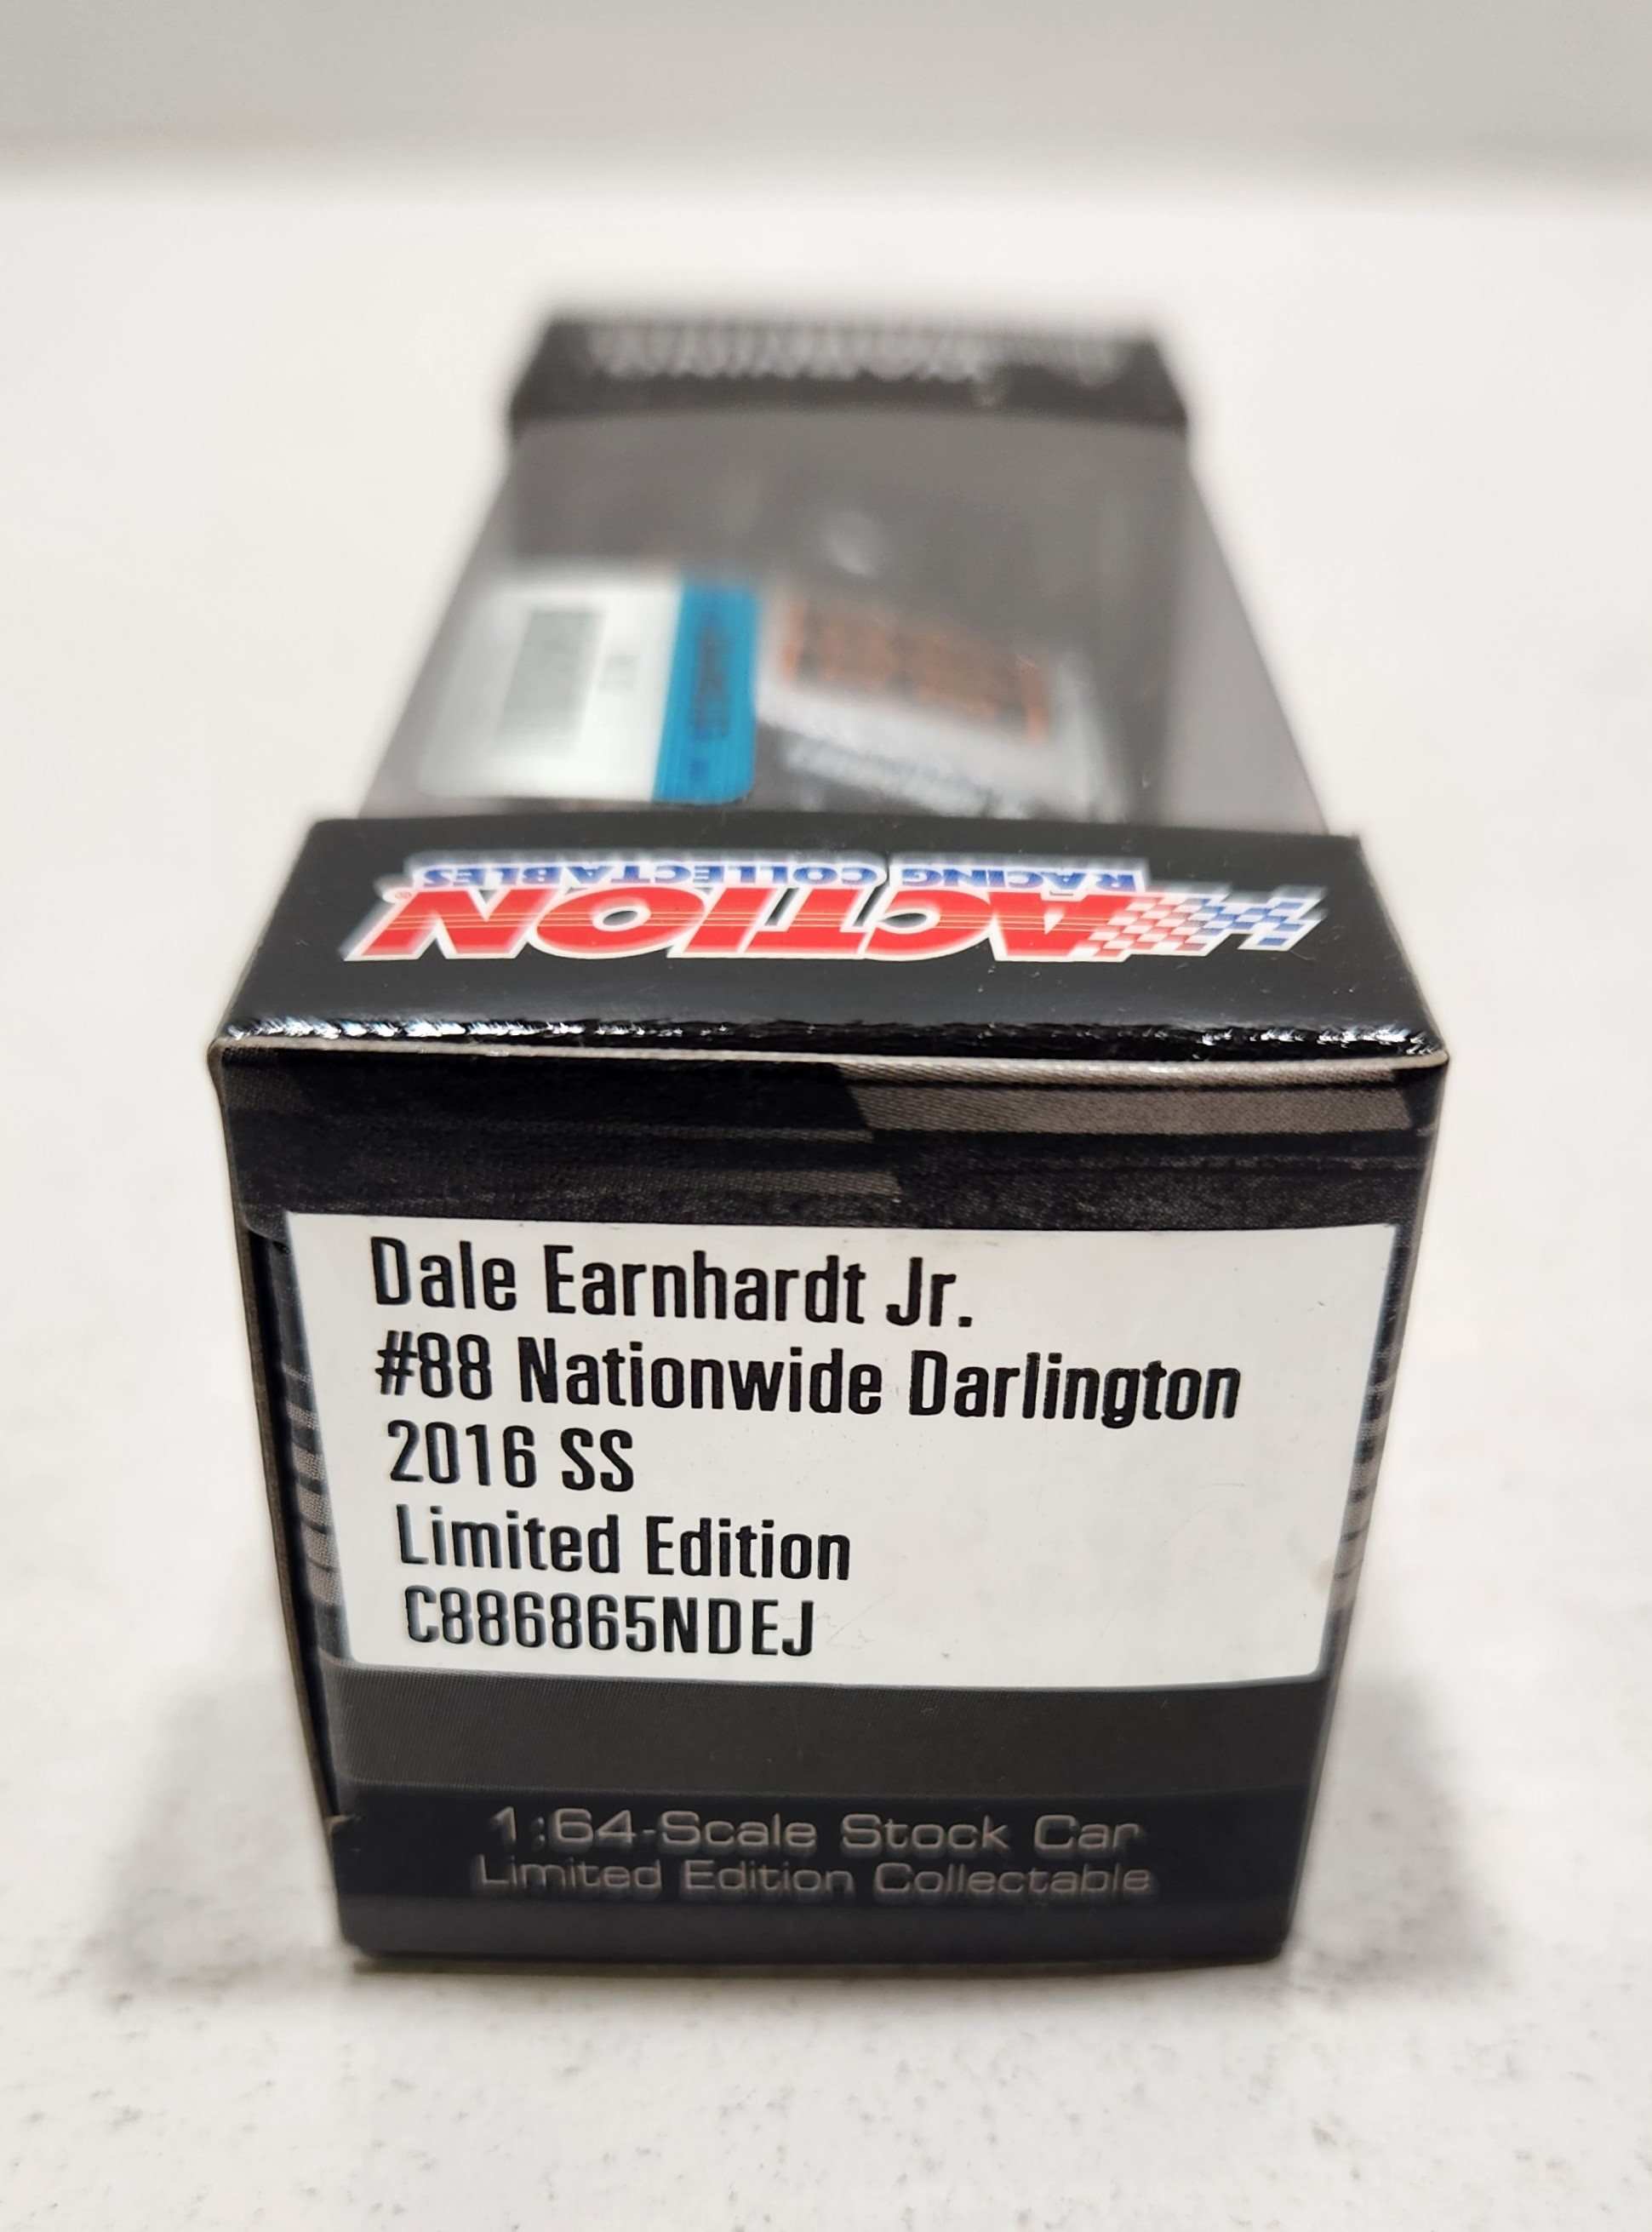 ACTION
RACING COLLECTABLES
Dale Earnhardt Jr.
#88 Nationwide Darlington
2016 SS
Limited Edition
C886865NDEJ
1:64-Scale Stock Car
Limited Edition Collectable